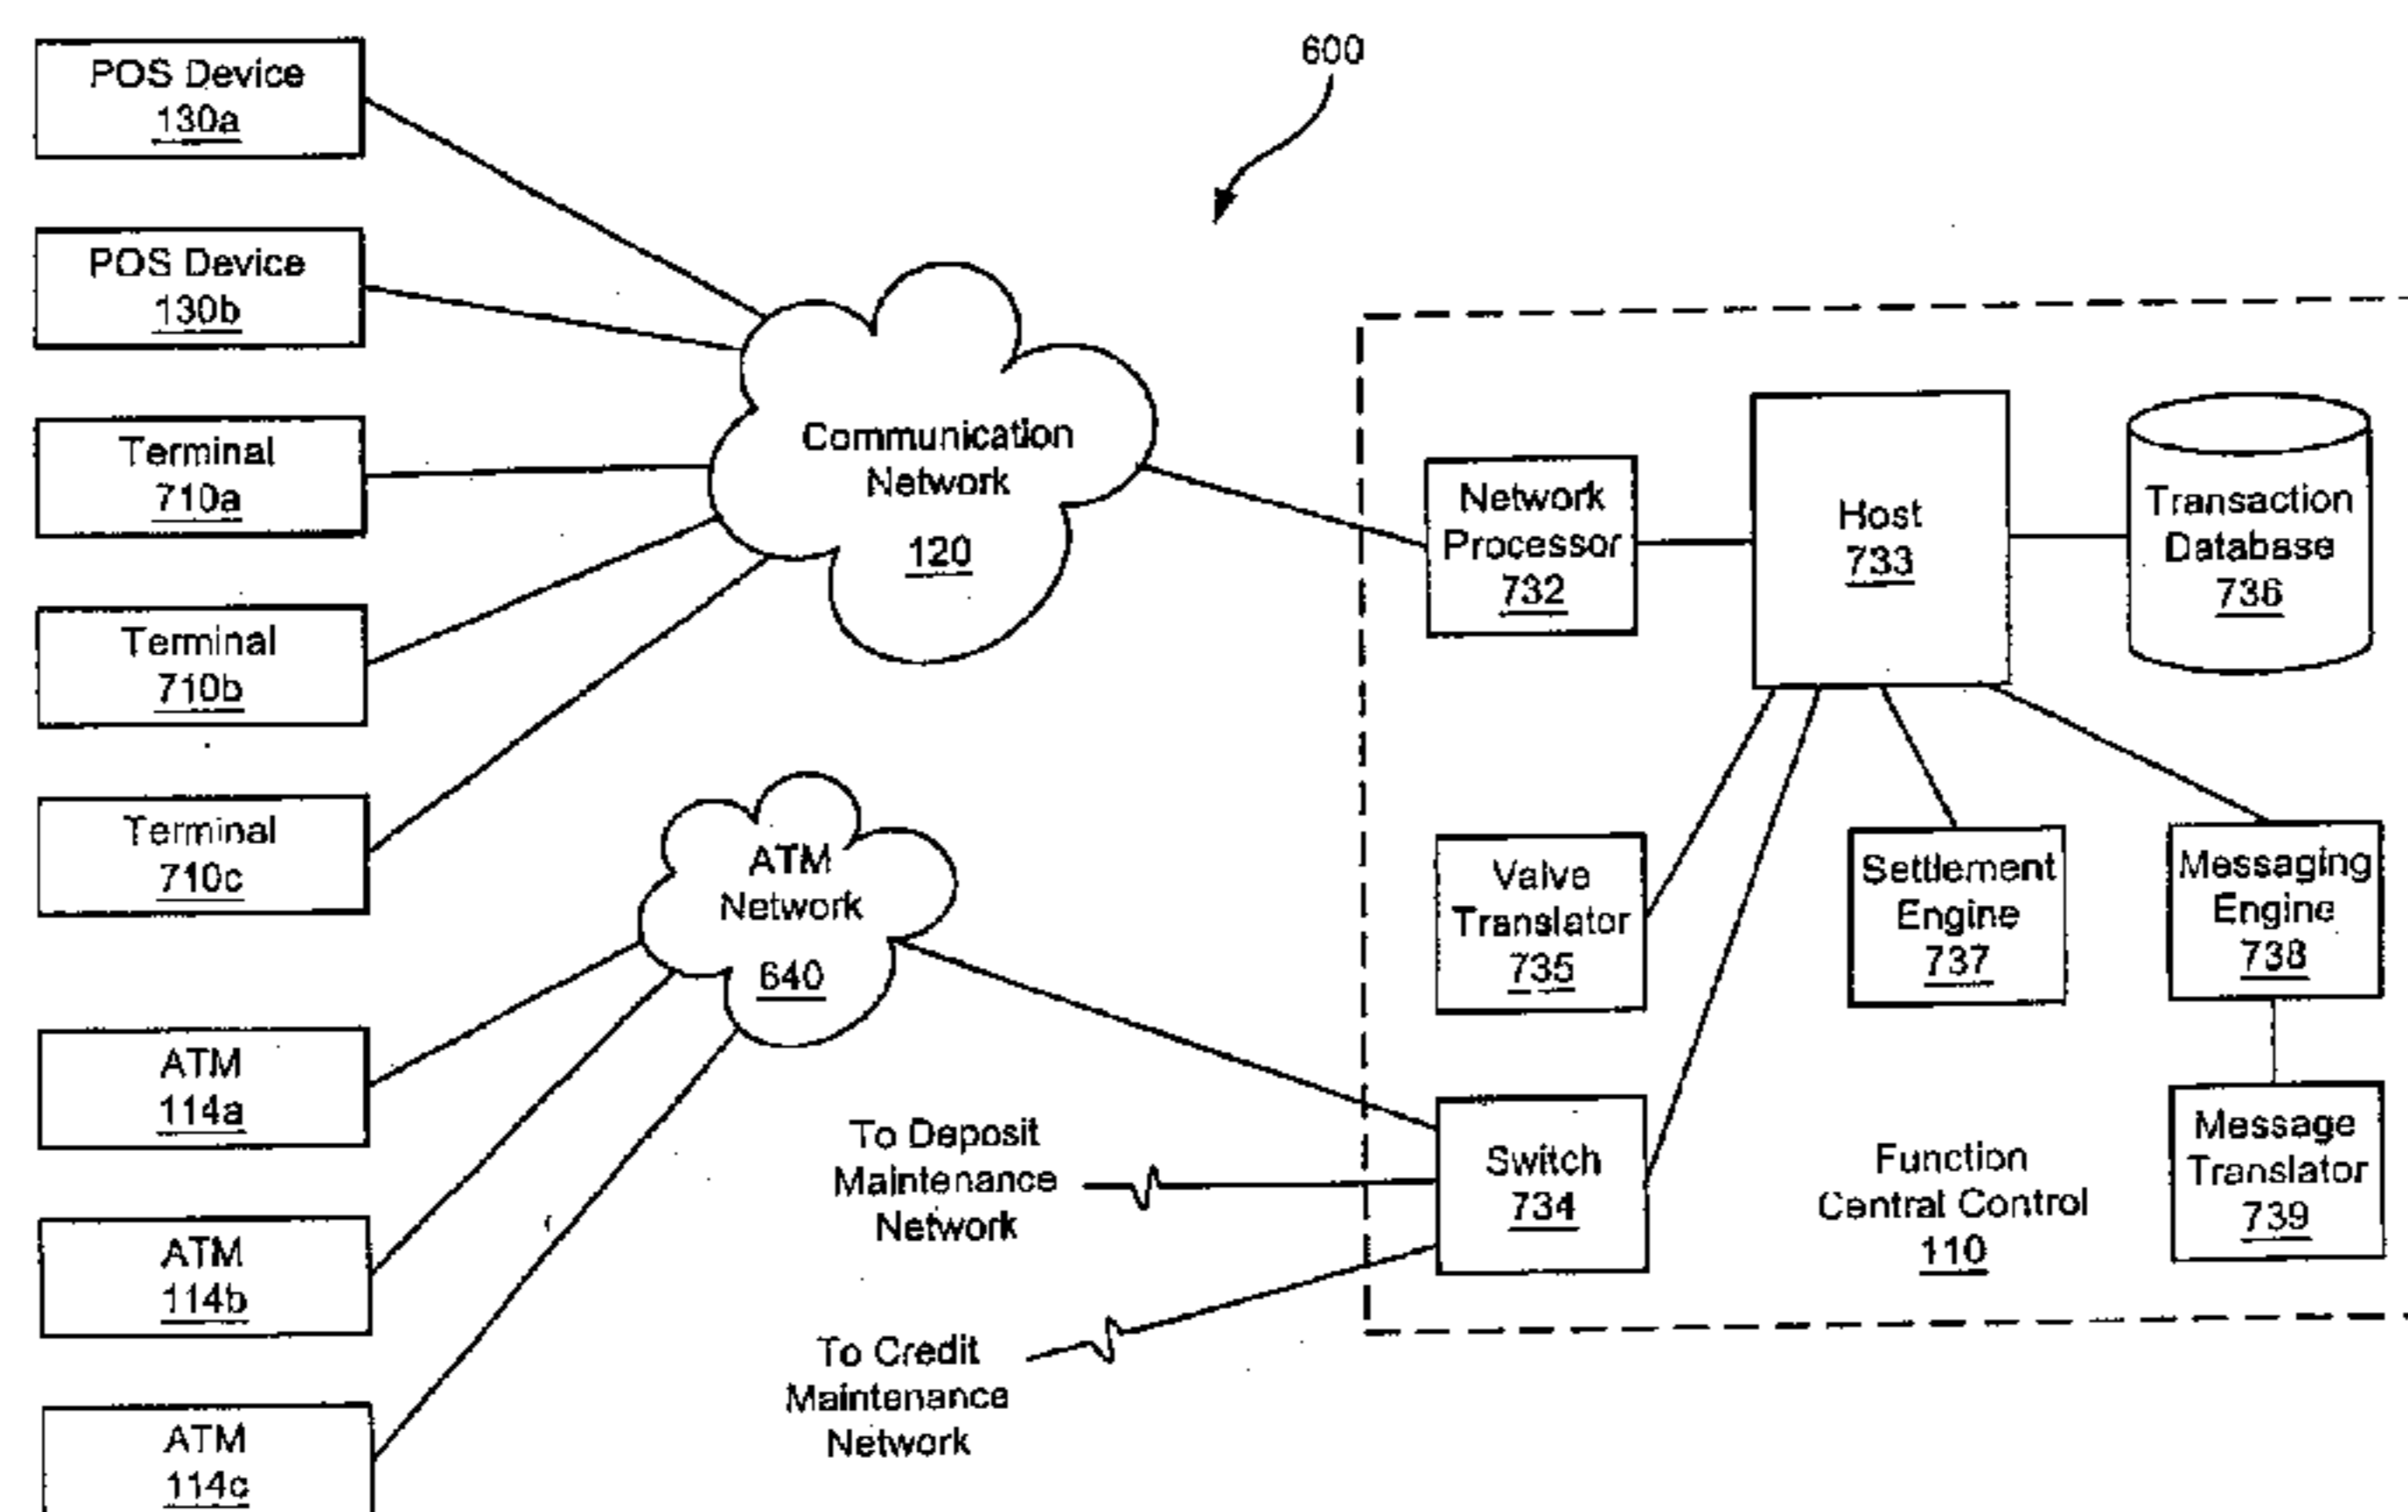 600
POS Device
130a
POS Device
130b
Terminal
710a
Terminal
710b
Terminal
710c
ATM
114a
ATM
114b
ATM
114c
Communication
Network
120
ATM
Network
640
To Deposit
Maintenance
Network
To Credit
Maintenance
Network
Network
Processor
732
Host
733
Transaction
Database
736
Valve
Translator
735
Settlement
Engine
737
Messaging
Engine
738
Switch
734
Function
Central Control
110
Message
Translator
739